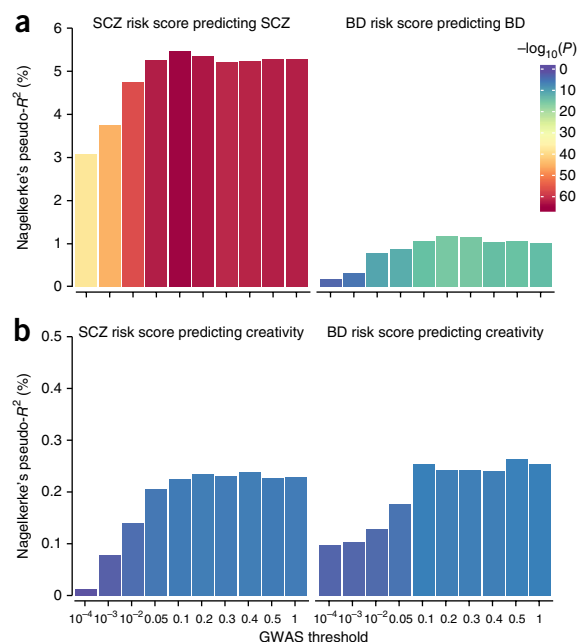 a
SCZ risk score predicting SCZ
BD risk score predicting BD
Nagelkerke's pseudo-R² (%)
6
5
4
3
2
1
0
–log₁₀(P)
0
10
20
30
40
50
60
b
SCZ risk score predicting creativity
BD risk score predicting creativity
Nagelkerke's pseudo-R² (%)
0.5
0.4
0.3
0.2
0.1
0
10⁻⁴ 10⁻³ 10⁻² 0.05 0.1 0.2 0.3 0.4 0.5 1
10⁻⁴ 10⁻³ 10⁻² 0.05 0.1 0.2 0.3 0.4 0.5 1
GWAS threshold